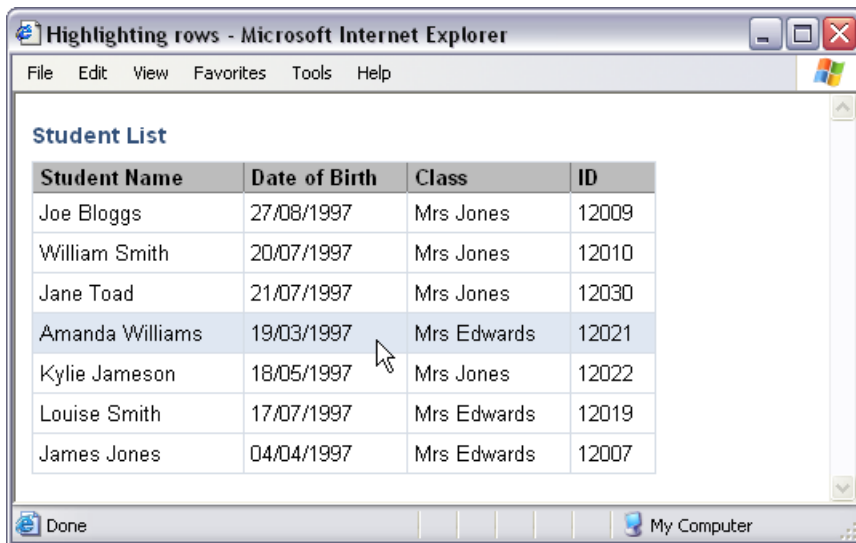 Highlighting rows - Microsoft Internet Explorer
File Edit View Favorites Tools Help
Student List
Student Name Date of Birth Class ID
Joe Bloggs 27/08/1997 Mrs Jones 12009
William Smith 20/07/1997 Mrs Jones 12010
Jane Toad 21/07/1997 Mrs Jones 12030
Amanda Williams 19/03/1997 Mrs Edwards 12021
Kylie Jameson 18/05/1997 Mrs Jones 12022
Louise Smith 17/07/1997 Mrs Edwards 12019
James Jones 04/04/1997 Mrs Edwards 12007
Done My Computer